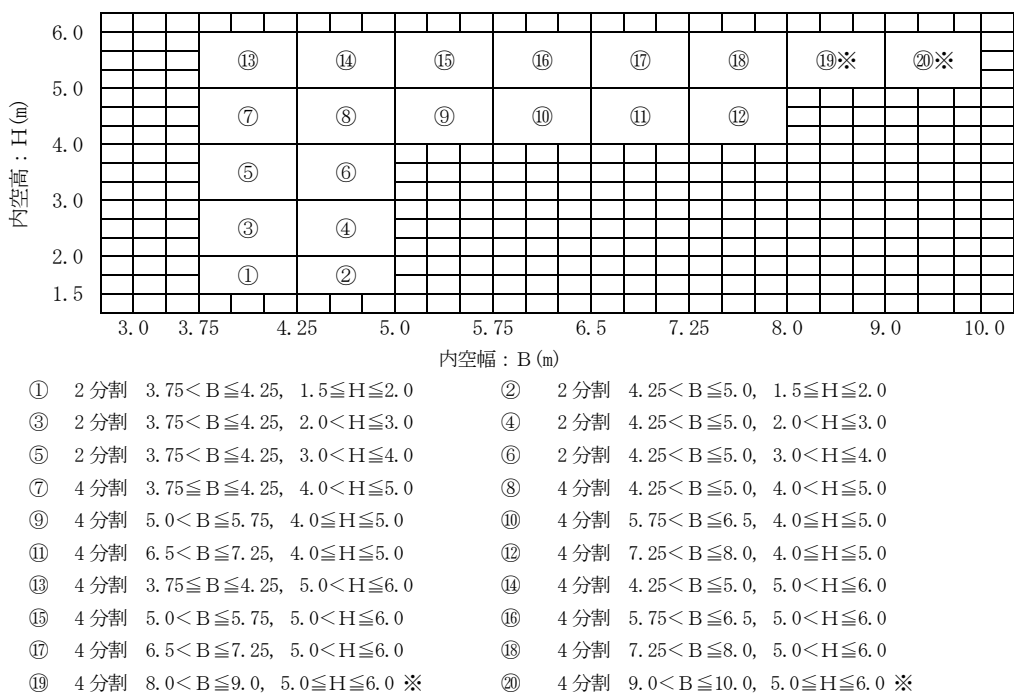 6.0
⑬ ⑭ ⑮ ⑯ ⑰ ⑱ ⑲※ ⑳※
5.0
⑦ ⑧ ⑨ ⑩ ⑪ ⑫
4.0
⑤ ⑥
3.0
③ ④
2.0
① ②
1.5
内空高:H(m)
3.0 3.75 4.25 5.0 5.75 6.5 7.25 8.0 9.0 10.0
内空幅:B(m)
① 2分割 3.75<B≦4.25, 1.5≦H≦2.0 ② 2分割 4.25<B≦5.0, 1.5≦H≦2.0
③ 2分割 3.75<B≦4.25, 2.0<H≦3.0 ④ 2分割 4.25<B≦5.0, 2.0<H≦3.0
⑤ 2分割 3.75<B≦4.25, 3.0<H≦4.0 ⑥ 2分割 4.25<B≦5.0, 3.0<H≦4.0
⑦ 4分割 3.75≦B≦4.25, 4.0<H≦5.0 ⑧ 4分割 4.25<B≦5.0, 4.0<H≦5.0
⑨ 4分割 5.0<B≦5.75, 4.0≦H≦5.0 ⑩ 4分割 5.75<B≦6.5, 4.0≦H≦5.0
⑪ 4分割 6.5<B≦7.25, 4.0≦H≦5.0 ⑫ 4分割 7.25<B≦8.0, 4.0≦H≦5.0
⑬ 4分割 3.75≦B≦4.25, 5.0<H≦6.0 ⑭ 4分割 4.25<B≦5.0, 5.0<H≦6.0
⑮ 4分割 5.0<B≦5.75, 5.0<H≦6.0 ⑯ 4分割 5.75<B≦6.5, 5.0<H≦6.0
⑰ 4分割 6.5<B≦7.25, 5.0<H≦6.0 ⑱ 4分割 7.25<B≦8.0, 5.0<H≦6.0
⑲ 4分割 8.0<B≦9.0, 5.0≦H≦6.0 ※ ⑳ 4分割 9.0<B≦10.0, 5.0≦H≦6.0 ※